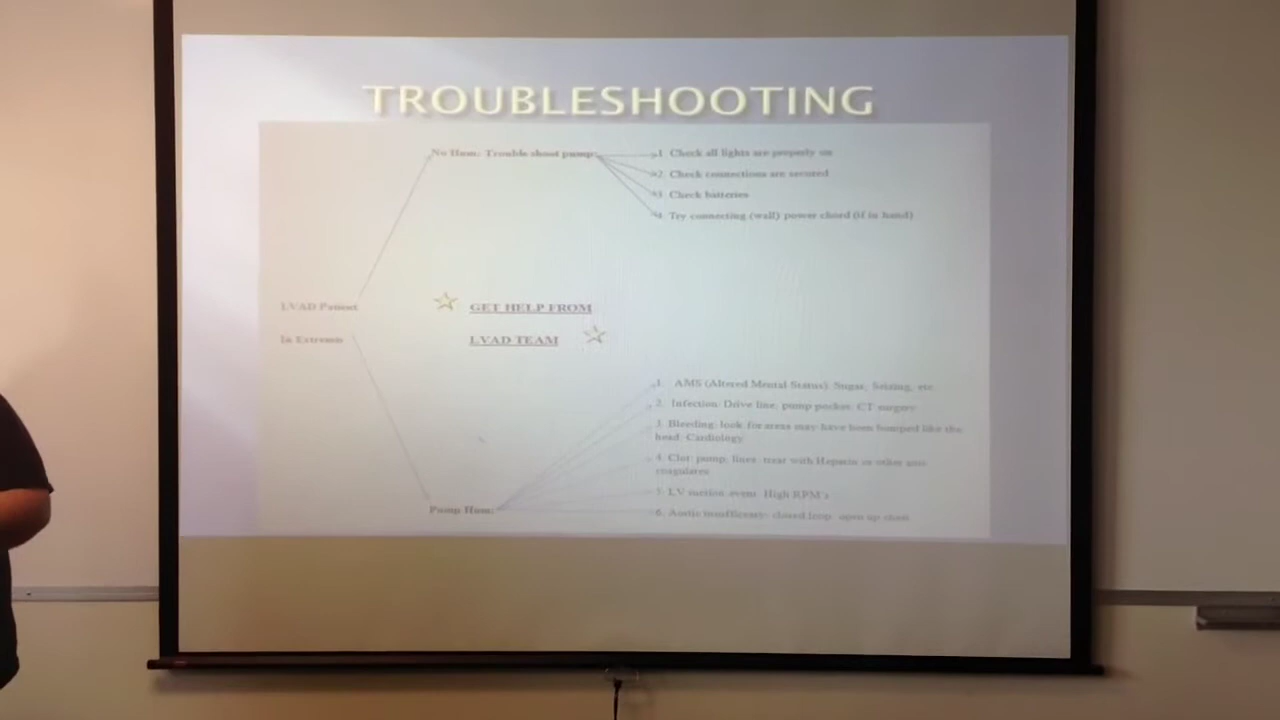 TROUBLESHOOTING
No Hum: Trouble shoot pump:
1 Check all lights are properly on
2. Check connections are secured
3 Check batteries
4 Try connecting (wall) power chord (if in hand)
LVAD Patient
GET HELP FROM
In Extremis
LVAD TEAM
1. AMS (Altered Mental Status) Sugar, Seizing, etc
2. Infection: Drive line, pump pocket: CT surgery
3. Bleeding: look for areas may have been bumped like the
head: Cardiology
4. Clot: pump, lines: treat with Heparin or other
coagulates
5. LV suction event: High RPM's
Pump Hum:
6. Aortic insufficiency- closed loop- open up